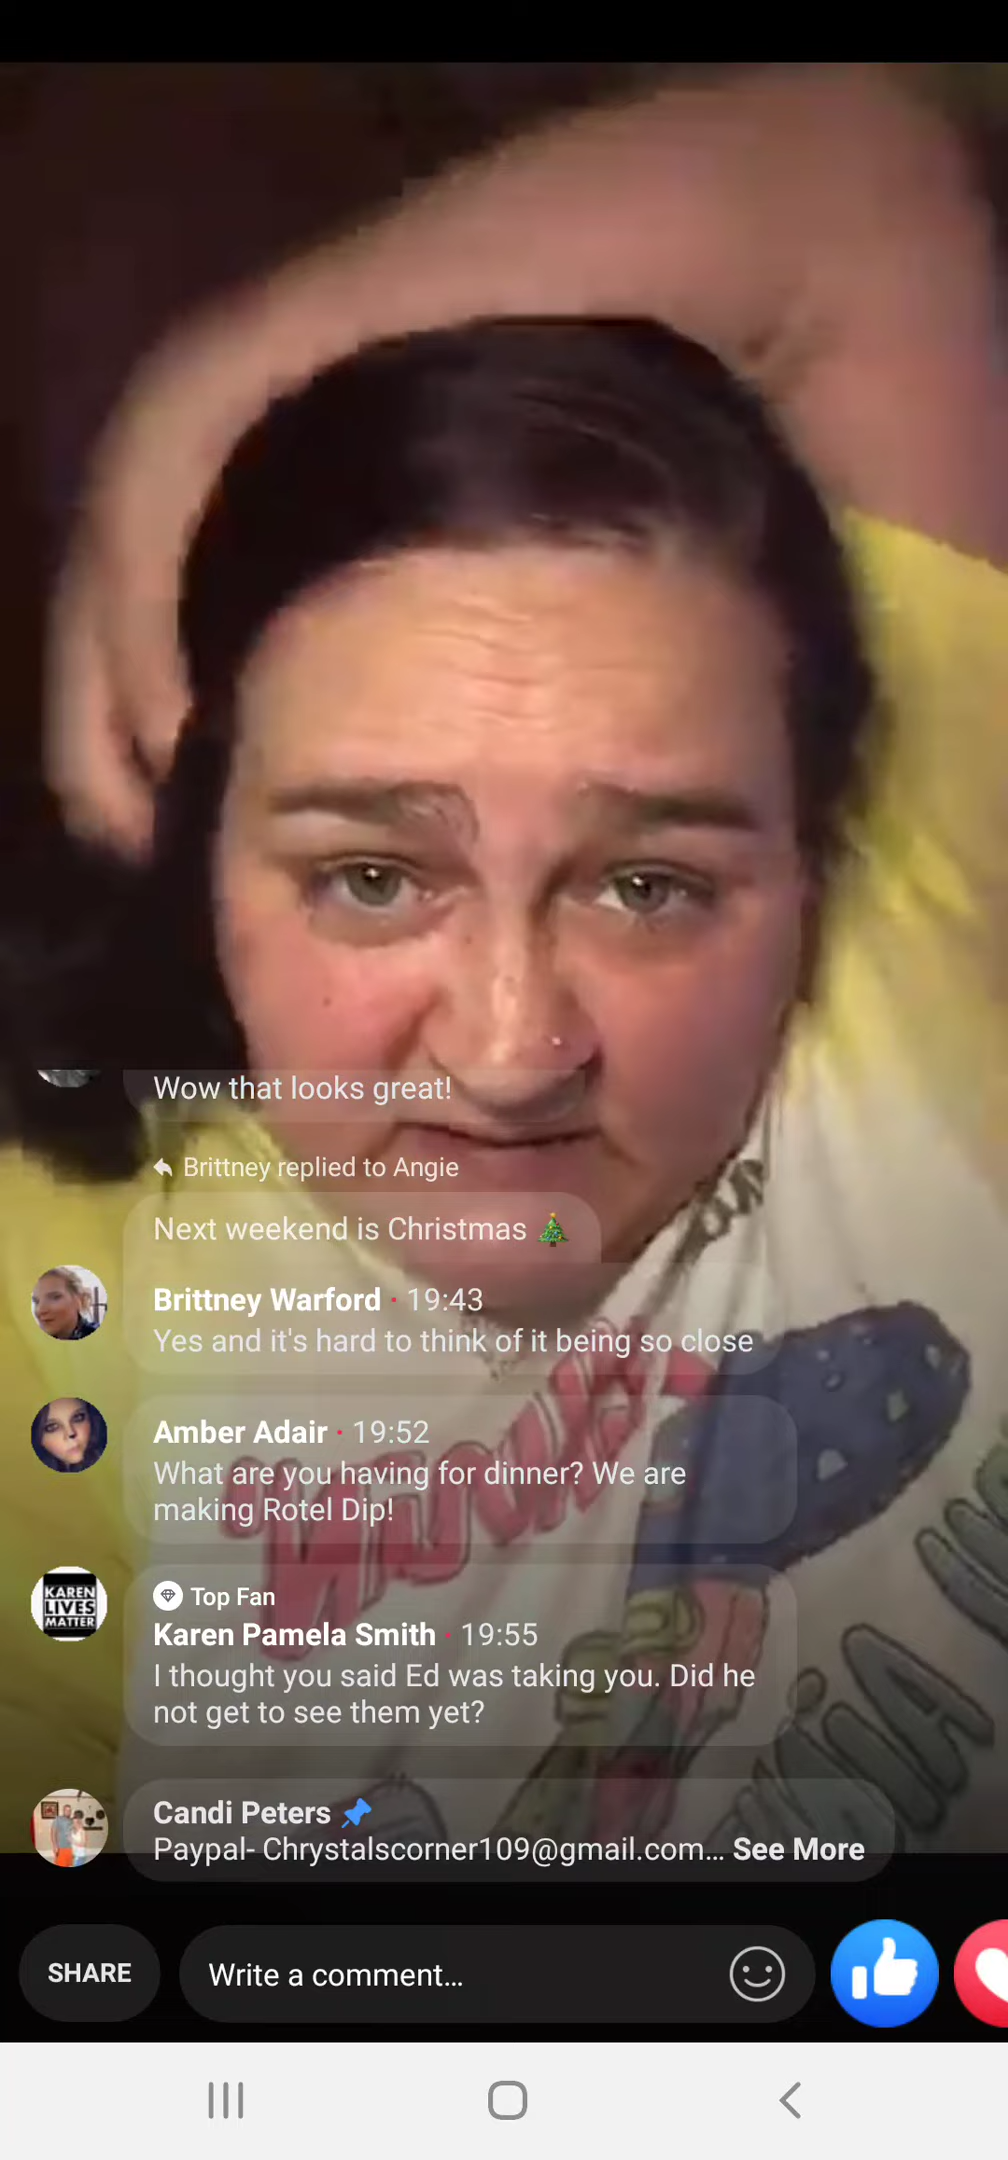 Wow that looks great!
Brittney replied to Angie
Next weekend is Christmas 🎄
Brittney Warford · 19:43
Yes and it's hard to think of it being so close
Amber Adair · 19:52
What are you having for dinner? We are
making Rotel Dip!
KAREN
LIVES
MATTER
Top Fan
Karen Pamela Smith · 19:55
I thought you said Ed was taking you. Did he
not get to see them yet?
Candi Peters 📌
Paypal- Chrystalscorner109@gmail.com... See More
SHARE
Write a comment...